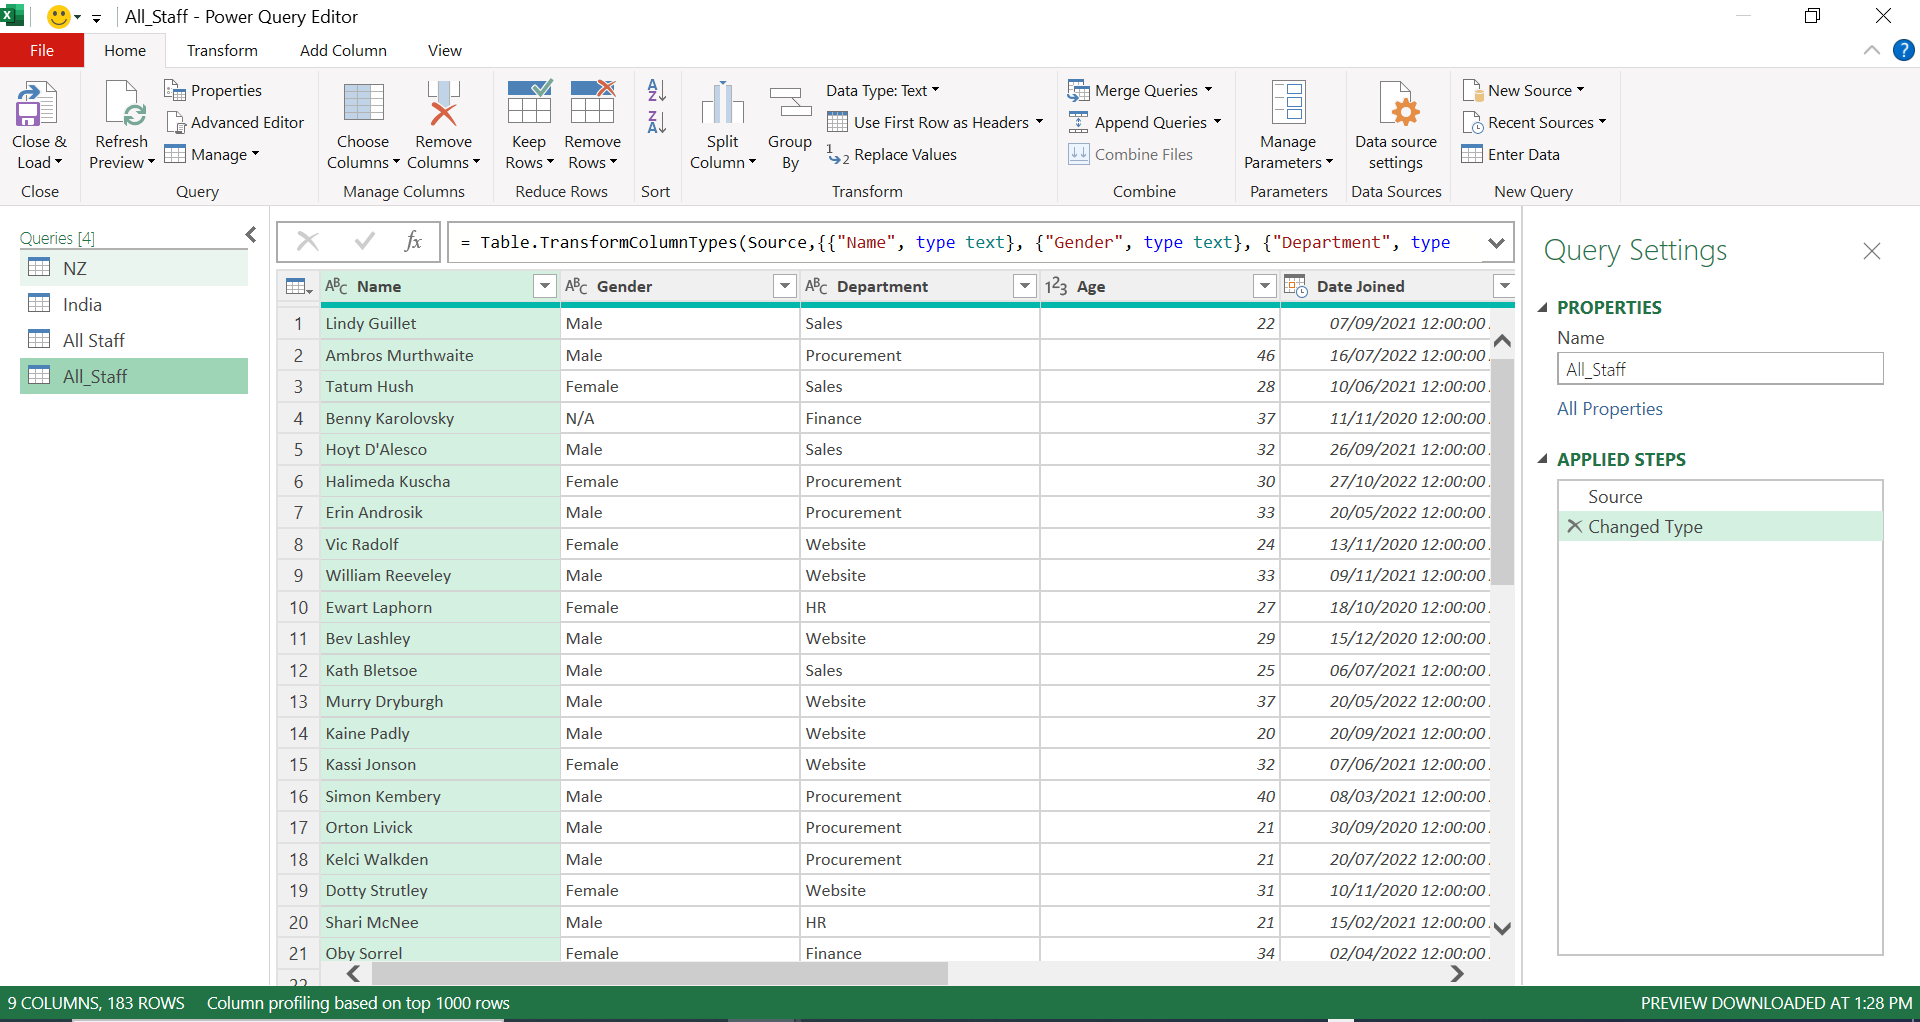 All_Staff - Power Query Editor
File Home Transform Add Column View
Close & Load
Close
Refresh Preview
Properties
Advanced Editor
Manage
Query
Choose Columns
Remove Columns
Manage Columns
Keep Rows
Remove Rows
Reduce Rows
Sort
Split Column
Group By
Data Type: Text
Use First Row as Headers
Replace Values
Transform
Merge Queries
Append Queries
Combine Files
Combine
Manage Parameters
Parameters
Data source settings
Data Sources
New Source
Recent Sources
Enter Data
New Query
Queries [4]
NZ
India
All Staff
All_Staff
fx = Table.TransformColumnTypes(Source,{{"Name", type text}, {"Gender", type text}, {"Department", type
Name Gender Department Age Date Joined
1 Lindy Guillet Male Sales 22 07/09/2021 12:00:00
2 Ambros Murthwaite Male Procurement 46 16/07/2022 12:00:00
3 Tatum Hush Female Sales 28 10/06/2021 12:00:00
4 Benny Karolovsky N/A Finance 37 11/11/2020 12:00:00
5 Hoyt D'Alesco Male Sales 32 26/09/2021 12:00:00
6 Halimeda Kuscha Female Procurement 30 27/10/2022 12:00:00
7 Erin Androsik Male Procurement 33 20/05/2022 12:00:00
8 Vic Radolf Female Website 24 13/11/2020 12:00:00
9 William Reeveley Male Website 33 09/11/2021 12:00:00
10 Ewart Laphorn Female HR 27 18/10/2020 12:00:00
11 Bev Lashley Male Website 29 15/12/2020 12:00:00
12 Kath Bletsoe Male Sales 25 06/07/2021 12:00:00
13 Murry Dryburgh Male Website 37 20/05/2022 12:00:00
14 Kaine Padly Male Website 20 20/09/2021 12:00:00
15 Kassi Jonson Female Website 32 07/06/2021 12:00:00
16 Simon Kembery Male Procurement 40 08/03/2021 12:00:00
17 Orton Livick Male Procurement 21 30/09/2020 12:00:00
18 Kelci Walkden Male Procurement 21 20/07/2022 12:00:00
19 Dotty Strutley Female Website 31 10/11/2020 12:00:00
20 Shari McNee Male HR 21 15/02/2021 12:00:00
21 Oby Sorrel Female Finance 34 02/04/2022 12:00:00
22
Query Settings
PROPERTIES
Name
All_Staff
All Properties
APPLIED STEPS
Source
Changed Type
9 COLUMNS, 183 ROWS Column profiling based on top 1000 rows PREVIEW DOWNLOADED AT 1:28 PM